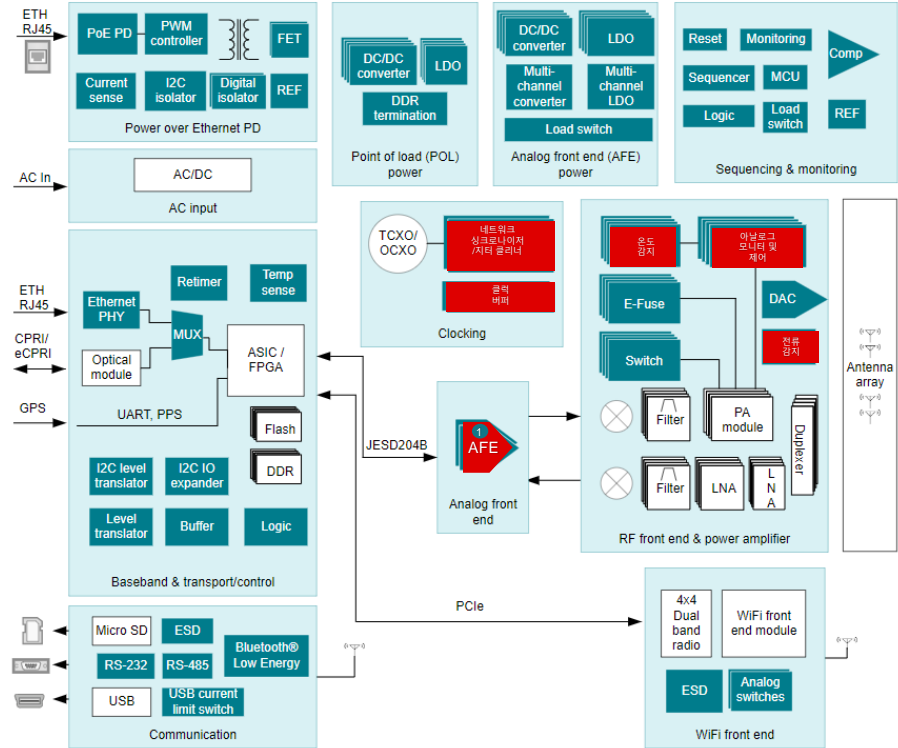 ETH
RJ45
PoE PD
PWM
controller
FET
Current
sense
I2C
isolator
Digital
isolator
REF
Power over Ethernet PD
DC/DC
converter
LDO
DDR
termination
Point of load (POL)
power
DC/DC
converter
LDO
Multi-
channel
converter
Multi-
channel
LDO
Load switch
Analog front end (AFE)
power
Reset
Monitoring
Comp
Sequencer
MCU
Logic
Load
switch
REF
Sequencing & monitoring
AC In
AC/DC
AC input
TCXO/
OCXO
네트워크
싱크로나이저
/지터 클리너
클럭
버퍼
Clocking
온도
감지
아날로그
모니터 및
제어
E-Fuse
DAC
Switch
전류
감지
Filter
PA
module
Duplexer
Filter
LNA
L
N
A
RF front end & power amplifier
Antenna
array
ETH
RJ45
CPRI/
eCPRI
GPS
Ethernet
PHY
Retimer
Temp
sense
MUX
Optical
module
ASIC /
FPGA
UART, PPS
Flash
DDR
I2C level
translator
I2C IO
expander
Level
translator
Buffer
Logic
Baseband & transport/control
JESD204B
1
AFE
Analog front
end
PCIe
Micro SD
ESD
Bluetooth®
Low Energy
RS-232
RS-485
USB
USB current
limit switch
Communication
4x4
Dual
band
radio
WiFi front
end module
ESD
Analog
switches
WiFi front end